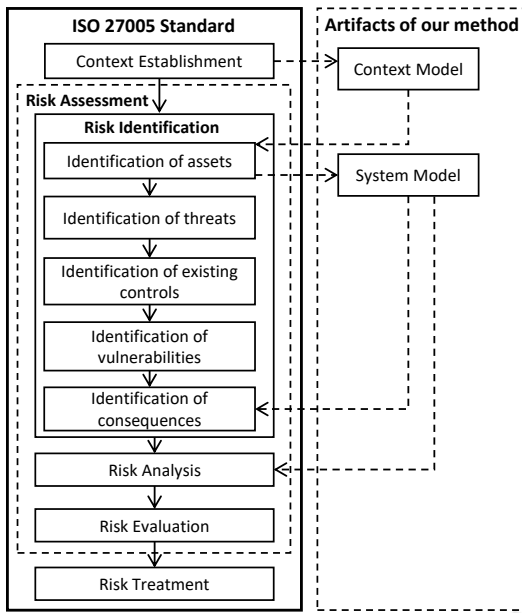 ISO 27005 Standard
Artifacts of our method
Context Establishment
Context Model
Risk Assessment
Risk Identification
Identification of assets
System Model
Identification of threats
Identification of existing
controls
Identification of
vulnerabilities
Identification of
consequences
Risk Analysis
Risk Evaluation
Risk Treatment